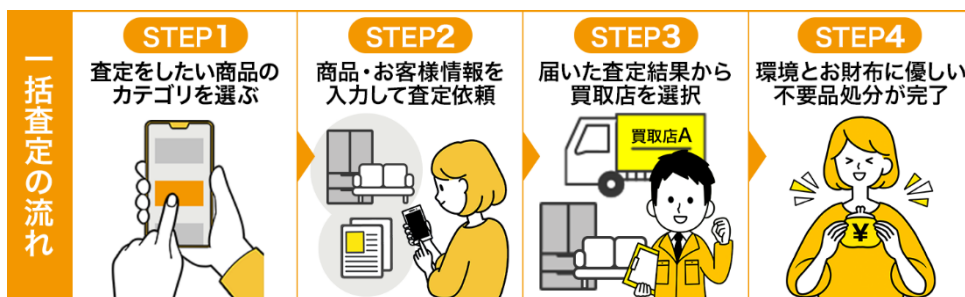 一括査定の流れ
STEP1
査定をしたい商品の
カテゴリを選ぶ
STEP2
商品・お客様情報を
入力して査定依頼
STEP3
届いた査定結果から
買取店を選択
買取店A
STEP4
環境とお財布に優しい
不要品処分が完了
¥